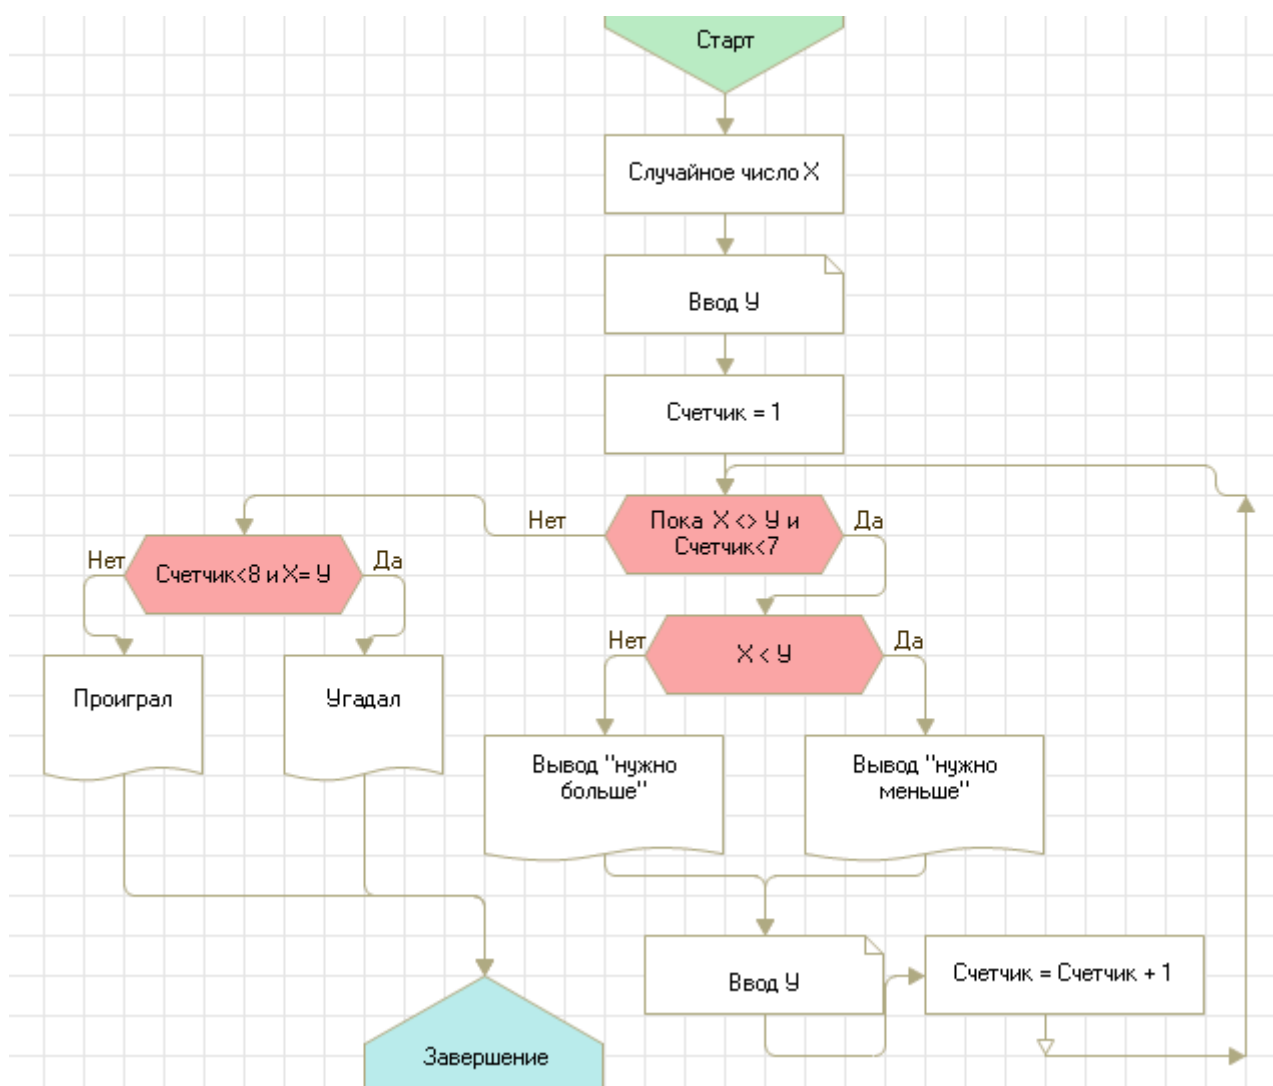 Старт
Случайное число X
Ввод У
Счетчик = 1
Нет
Пока X <> У и
Счетчик<7
Да
Нет
Счетчик<8 и X= У
Да
Нет
X < У
Да
Проиграл
Угадал
Вывод "нужно
больше"
Вывод "нужно
меньше"
Ввод У
Счетчик = Счетчик + 1
Завершение